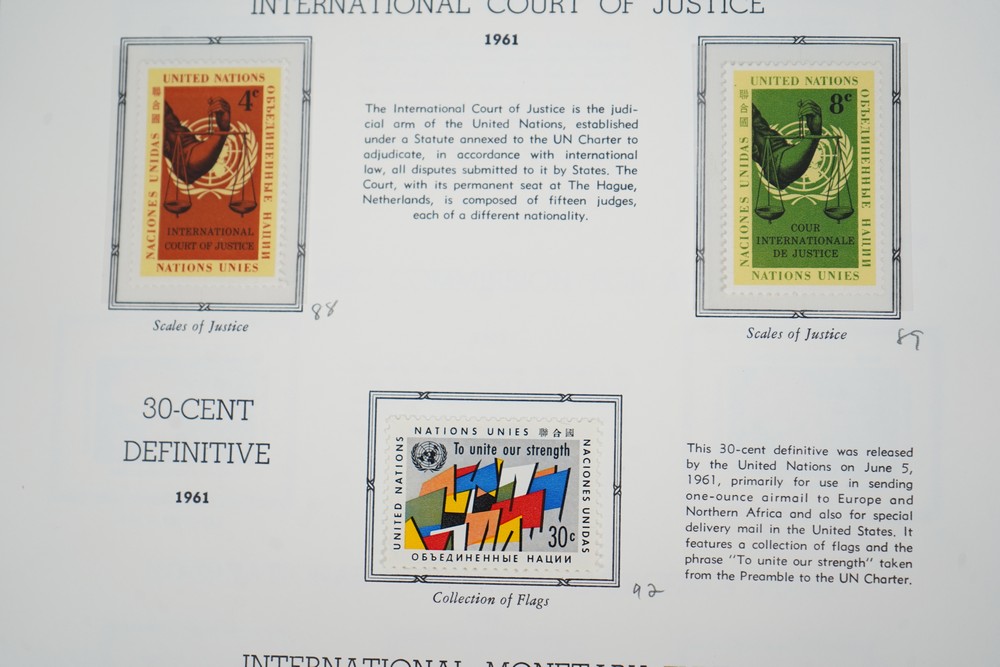 INTERNATIONAL COURT OF JUSTICE
1961
UNITED NATIONS
4c
聯合國
NACIONES UNIDAS
ОБЪЕДИНЕННЫЕ НАЦИИ
INTERNATIONAL
COURT OF JUSTICE
NATIONS UNIES
Scales of Justice
88
The International Court of Justice is the judi-
cial arm of the United Nations, established
under a Statute annexed to the UN Charter to
adjudicate, in accordance with international
law, all disputes submitted to it by States. The
Court, with its permanent seat at The Hague,
Netherlands, is composed of fifteen judges,
each of a different nationality.
UNITED NATIONS
8c
聯合國
NACIONES UNIDAS
ОБЪЕДИНЕННЫЕ НАЦИИ
COUR
INTERNATIONALE
DE JUSTICE
NATIONS UNIES
Scales of Justice
89
30-CENT
DEFINITIVE
1961
NATIONS UNIES 聯合國
To unite our strength
UNITED NATIONS
NACIONES UNIDAS
30c
ОБЪЕДИНЕННЫЕ НАЦИИ
Collection of Flags
92
This 30-cent definitive was released
by the United Nations on June 5,
1961, primarily for use in sending
one-ounce airmail to Europe and
Northern Africa and also for special
delivery mail in the United States. It
features a collection of flags and the
phrase "To unite our strength" taken
from the Preamble to the UN Charter.
INTERNATIONAL MONETARY